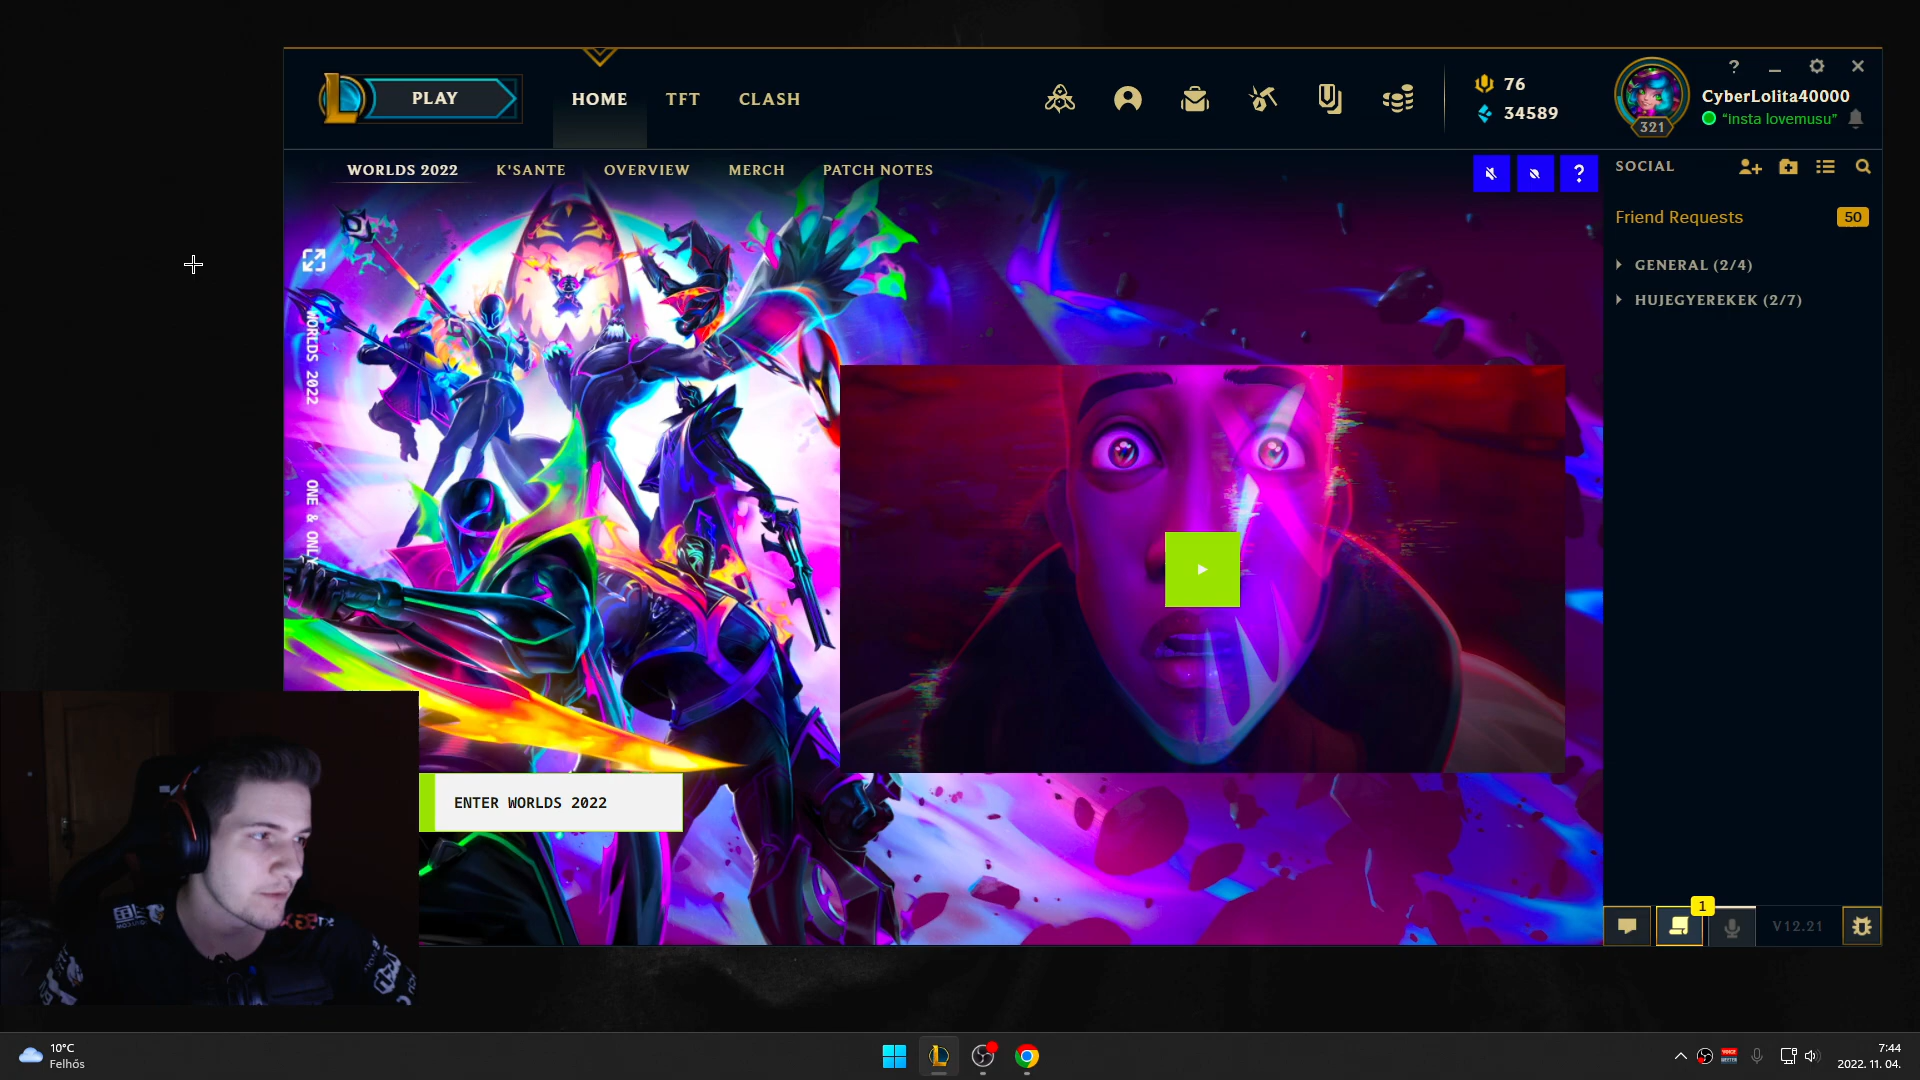 PLAY
HOME
TFT
CLASH
76
34589
321
CyberLolita40000
"insta lovemusu"
WORLDS 2022
K'SANTE
OVERVIEW
MERCH
PATCH NOTES
SOCIAL
Friend Requests
50
GENERAL (2/4)
HUJEGYEREKEK (2/7)
WORLDS 2022
ONE & ONLY
ENTER WORLDS 2022
1
V12.21
10°C
Felhős
7:44
2022. 11. 04.